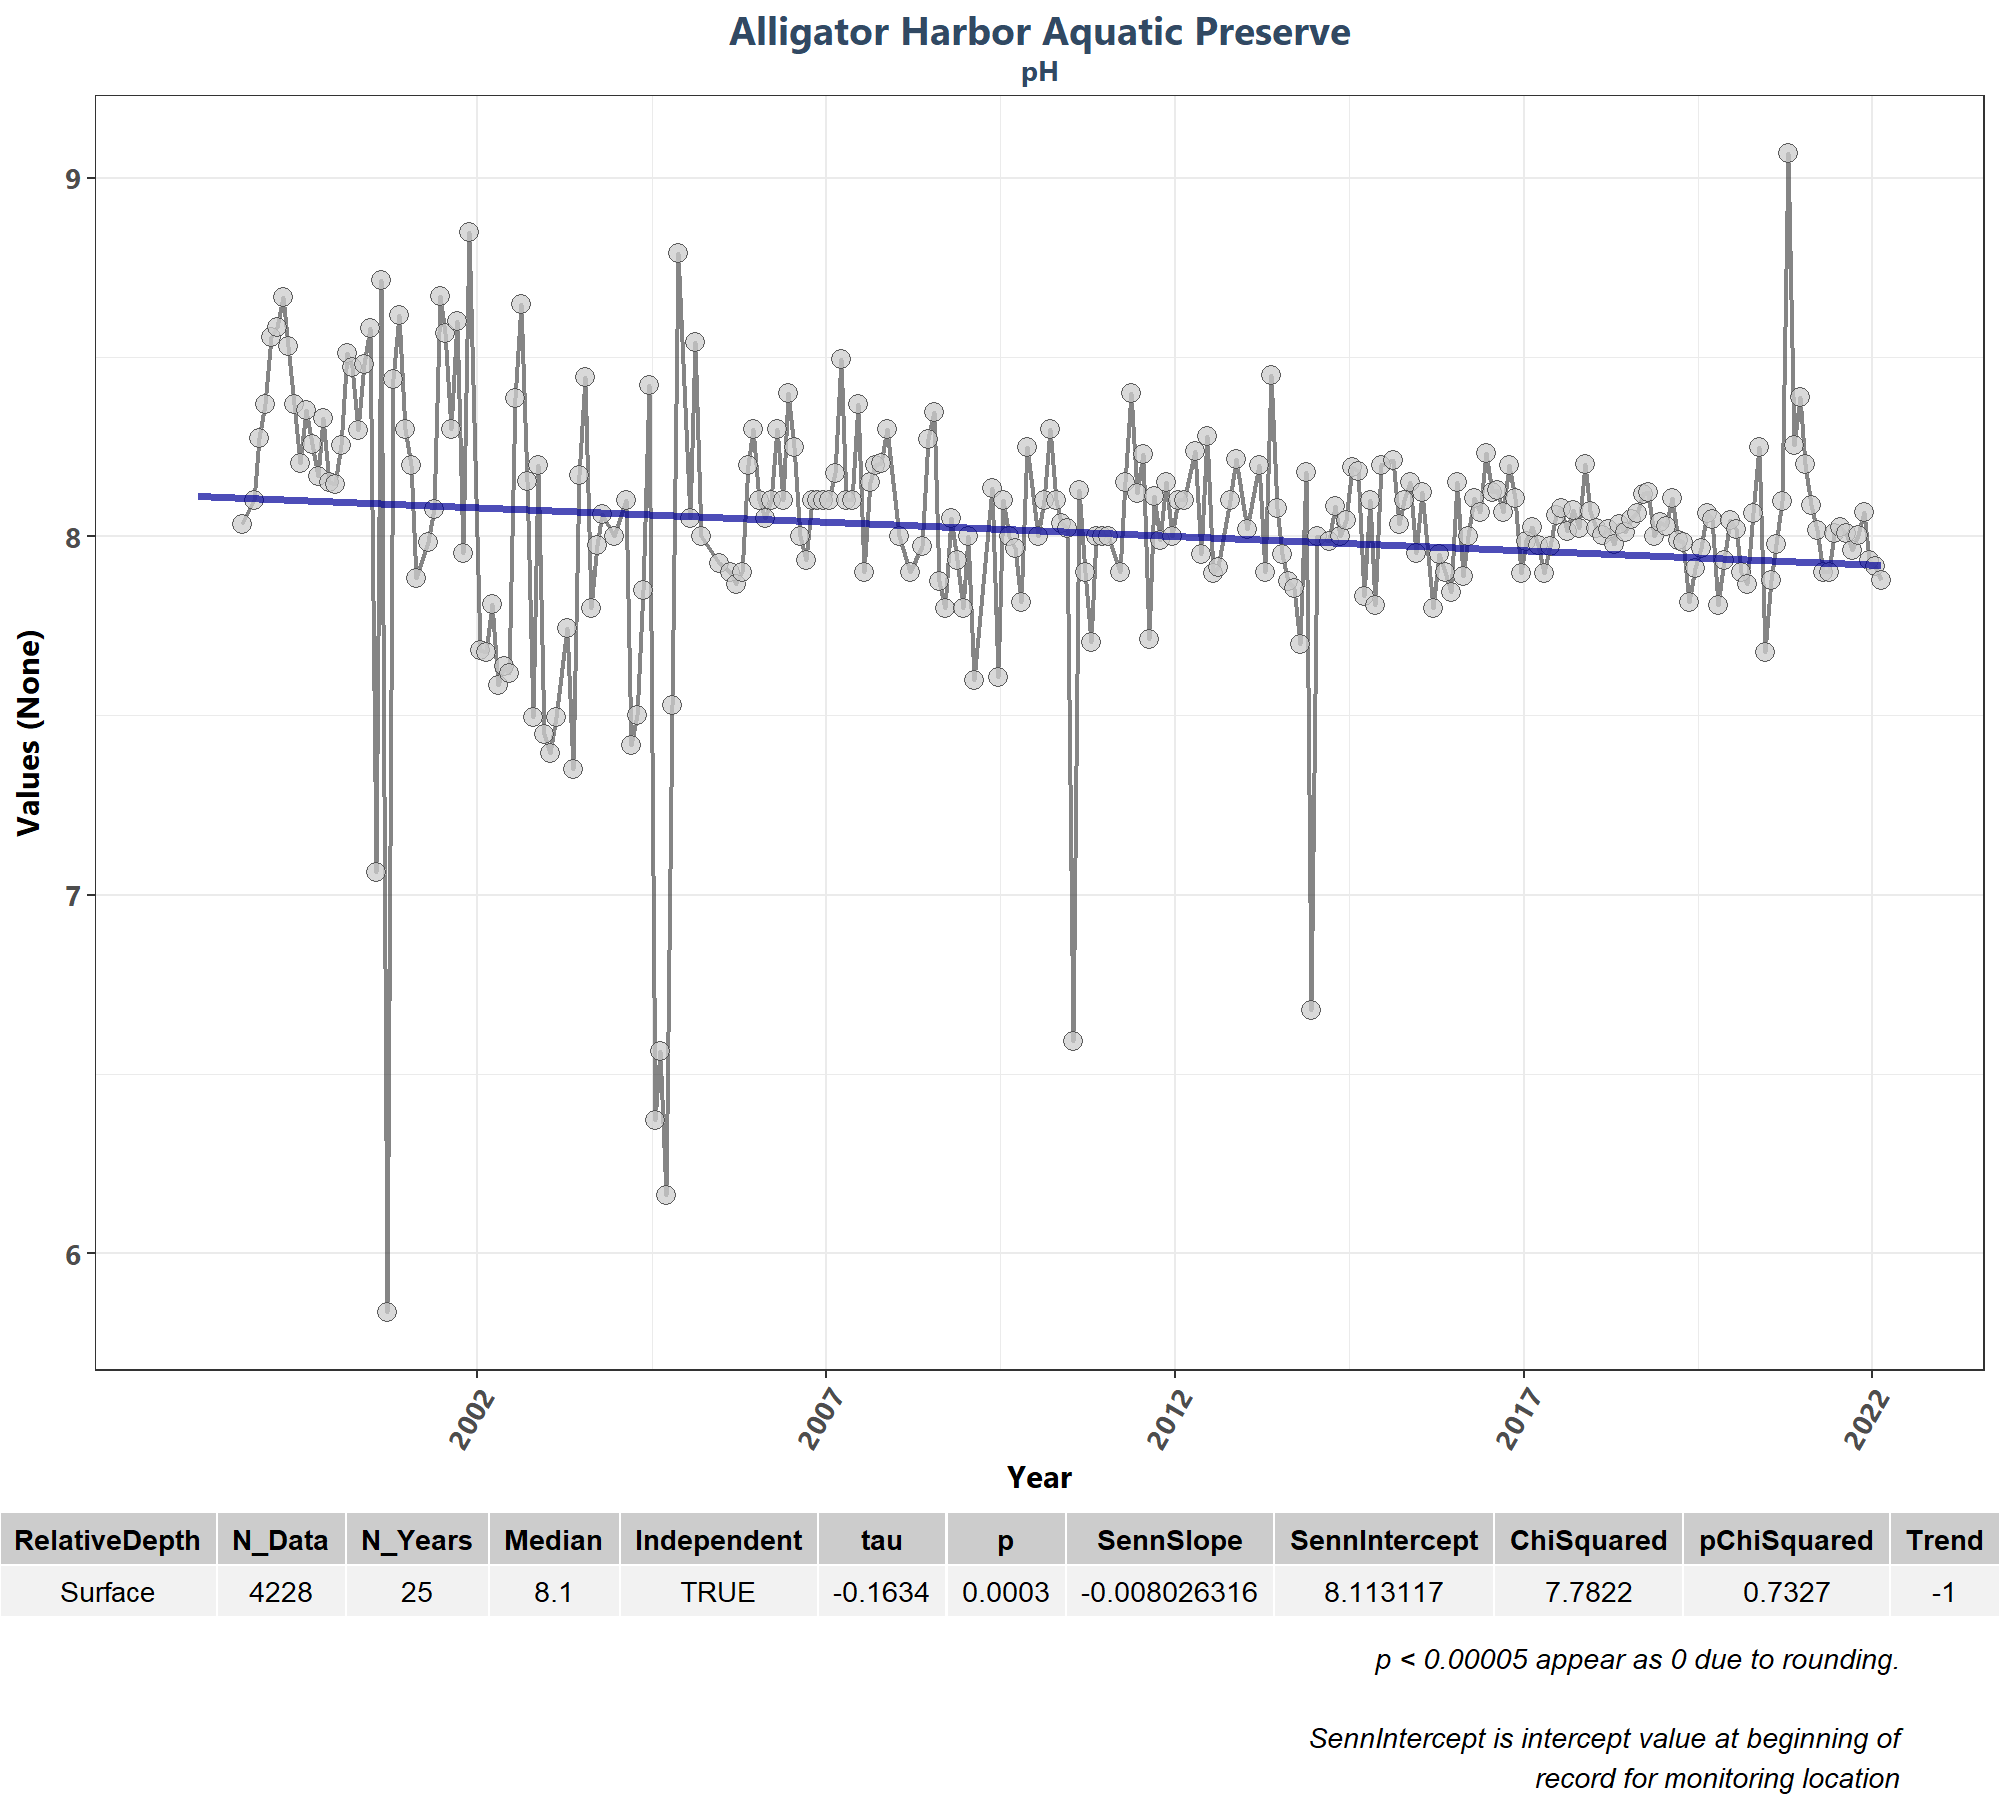 Alligator Harbor Aquatic Preserve
pH
9
8
7
6
Values (None)
2002 2007 2012 2017 2022
Year
RelativeDepth N_Data N_Years Median Independent tau p SennSlope SennIntercept ChiSquared pChiSquared Trend
Surface 4228 25 8.1 TRUE -0.1634 0.0003 -0.008026316 8.113117 7.7822 0.7327 -1
p < 0.00005 appear as 0 due to rounding.
SennIntercept is intercept value at beginning of
record for monitoring location